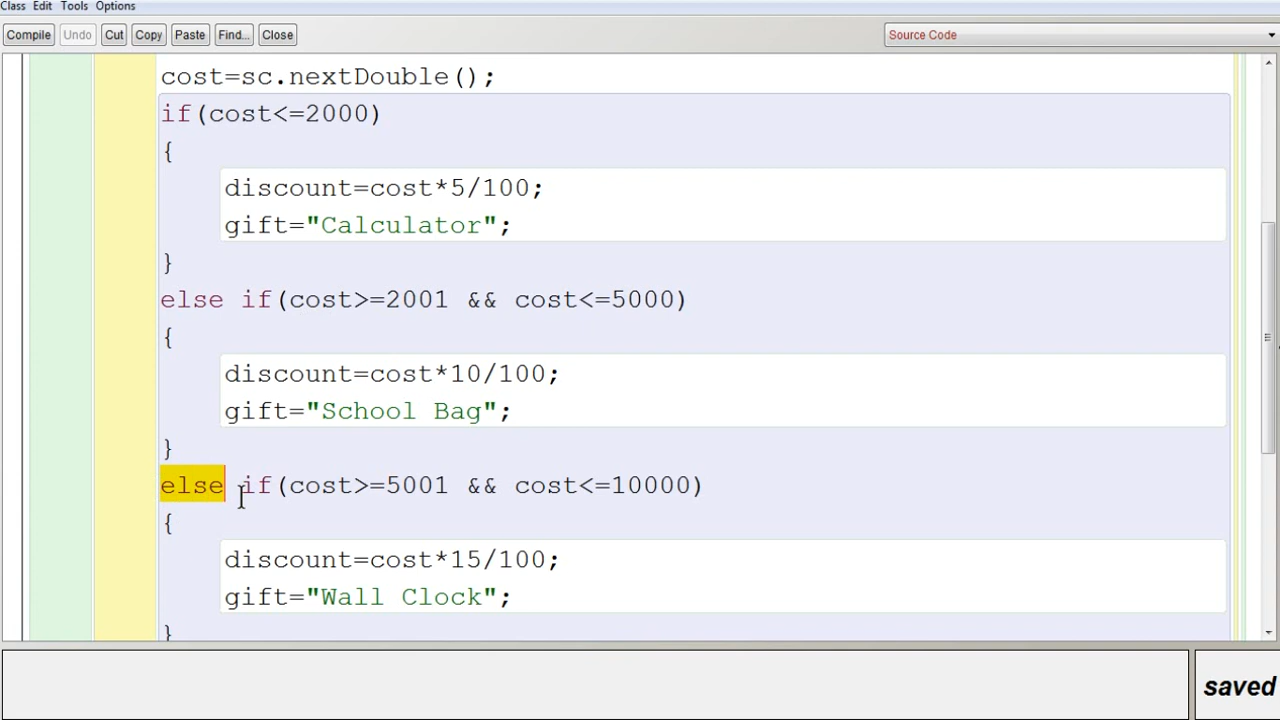 Class Edit Tools Options
Compile Undo Cut Copy Paste Find... Close Source Code
cost=sc.nextDouble();
if(cost<=2000)
{
discount=cost*5/100;
gift="Calculator";
}
else if(cost>=2001 && cost<=5000)
{
discount=cost*10/100;
gift="School Bag";
}
else if(cost>=5001 && cost<=10000)
{
discount=cost*15/100;
gift="Wall Clock";
}
saved